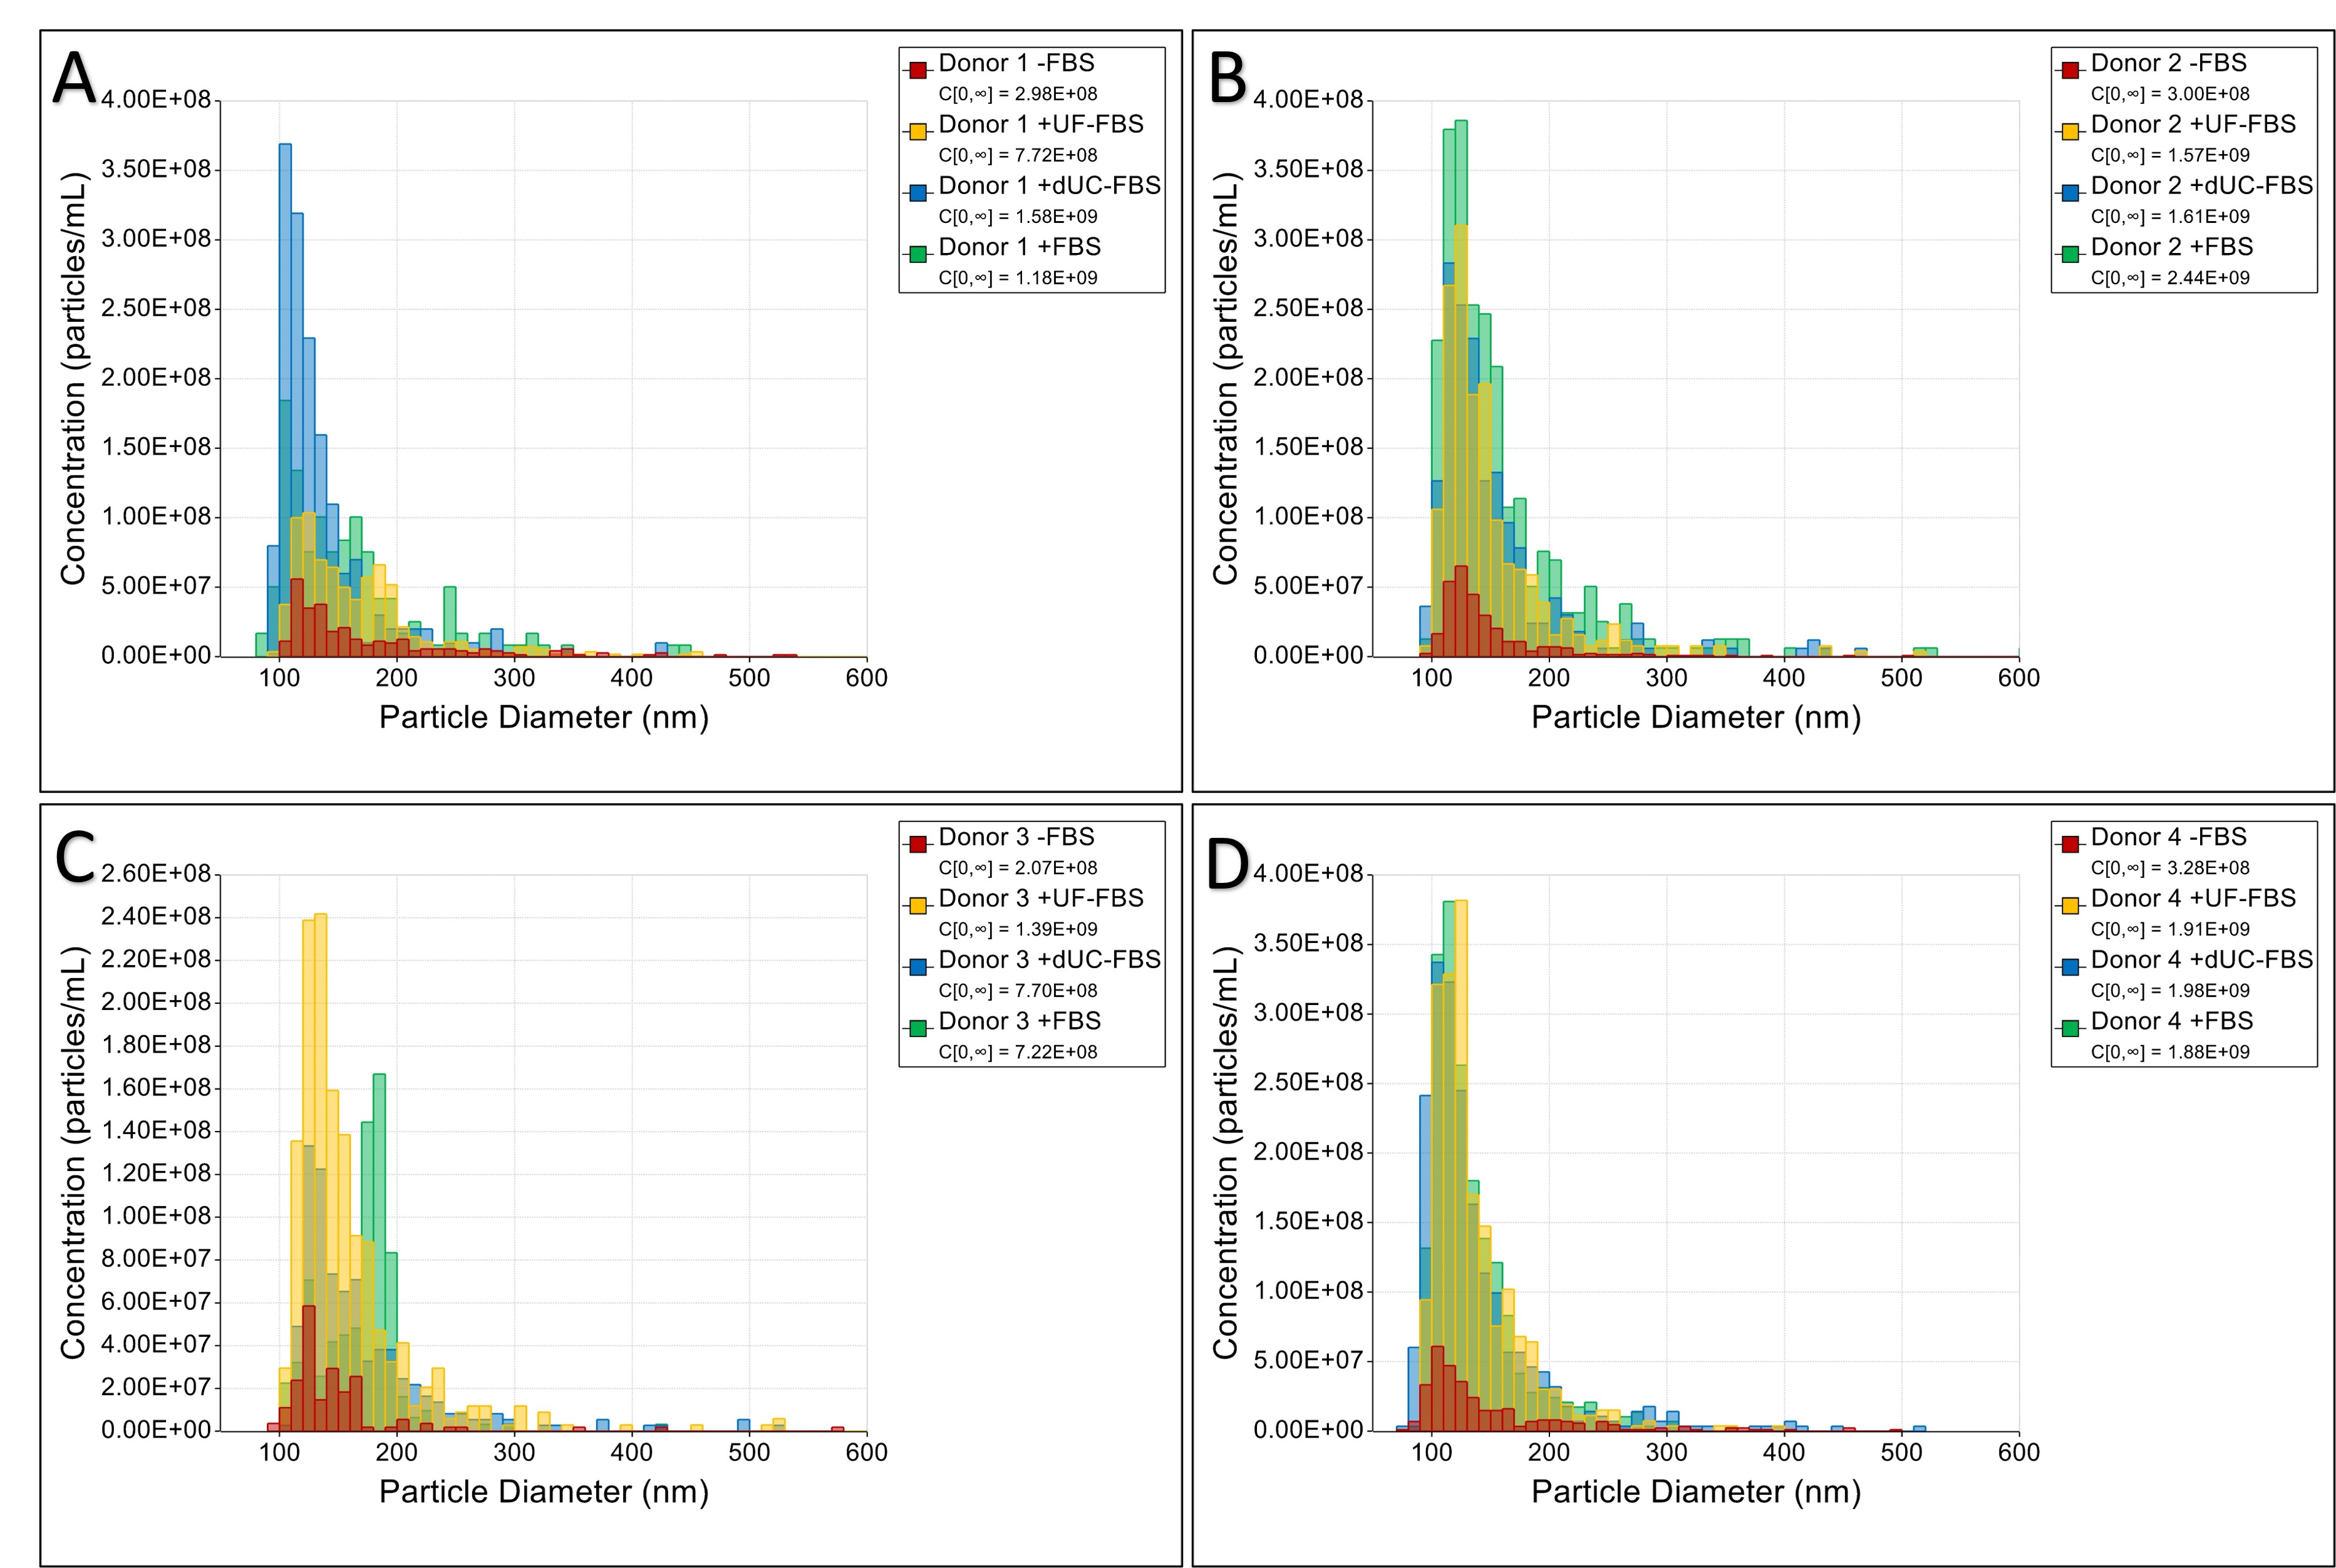 A
Donor 1 -FBS
C[0,∞] = 2.98E+08
Donor 1 +UF-FBS
C[0,∞] = 7.72E+08
Donor 1 +dUC-FBS
C[0,∞] = 1.58E+09
Donor 1 +FBS
C[0,∞] = 1.18E+09
Concentration (particles/mL)
4.00E+08
3.50E+08
3.00E+08
2.50E+08
2.00E+08
1.50E+08
1.00E+08
5.00E+07
0.00E+00
100 200 300 400 500 600
Particle Diameter (nm)
B
Donor 2 -FBS
C[0,∞] = 3.00E+08
Donor 2 +UF-FBS
C[0,∞] = 1.57E+09
Donor 2 +dUC-FBS
C[0,∞] = 1.61E+09
Donor 2 +FBS
C[0,∞] = 2.44E+09
Concentration (particles/mL)
4.00E+08
3.50E+08
3.00E+08
2.50E+08
2.00E+08
1.50E+08
1.00E+08
5.00E+07
0.00E+00
100 200 300 400 500 600
Particle Diameter (nm)
C
Donor 3 -FBS
C[0,∞] = 2.07E+08
Donor 3 +UF-FBS
C[0,∞] = 1.39E+09
Donor 3 +dUC-FBS
C[0,∞] = 7.70E+08
Donor 3 +FBS
C[0,∞] = 7.22E+08
Concentration (particles/mL)
2.60E+08
2.40E+08
2.20E+08
2.00E+08
1.80E+08
1.60E+08
1.40E+08
1.20E+08
1.00E+08
8.00E+07
6.00E+07
4.00E+07
2.00E+07
0.00E+00
100 200 300 400 500 600
Particle Diameter (nm)
D
Donor 4 -FBS
C[0,∞] = 3.28E+08
Donor 4 +UF-FBS
C[0,∞] = 1.91E+09
Donor 4 +dUC-FBS
C[0,∞] = 1.98E+09
Donor 4 +FBS
C[0,∞] = 1.88E+09
Concentration (particles/mL)
4.00E+08
3.50E+08
3.00E+08
2.50E+08
2.00E+08
1.50E+08
1.00E+08
5.00E+07
0.00E+00
100 200 300 400 500 600
Particle Diameter (nm)